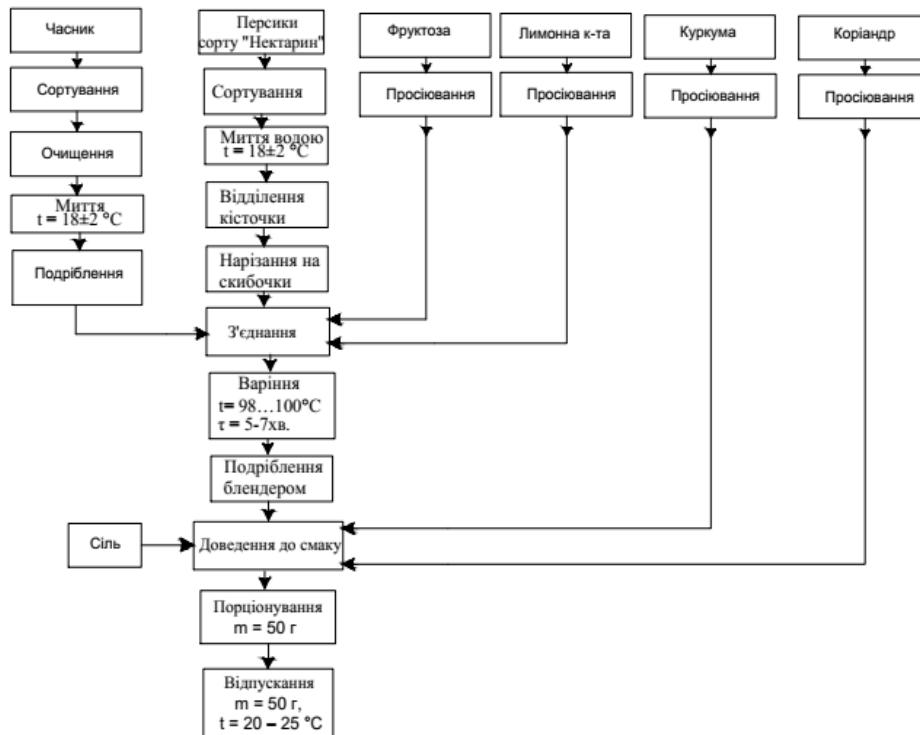 Часник
Персики
сорту "Нектарин"
Фруктоза
Лимонна к-та
Куркума
Коріандр
Сортування
Сортування
Просіювання
Просіювання
Просіювання
Просіювання
Очищення
Миття водою
t = 18±2 °C
Миття
t = 18±2 °C
Відділення
кісточки
Подріблення
Нарізання на
скибочки
З'єднання
Варіння
t= 98…100°C
τ = 5-7хв.
Подріблення
блендером
Сіль
Доведення до смаку
Порціонування
m = 50 г
Відпускання
m = 50 г,
t = 20 – 25 °C